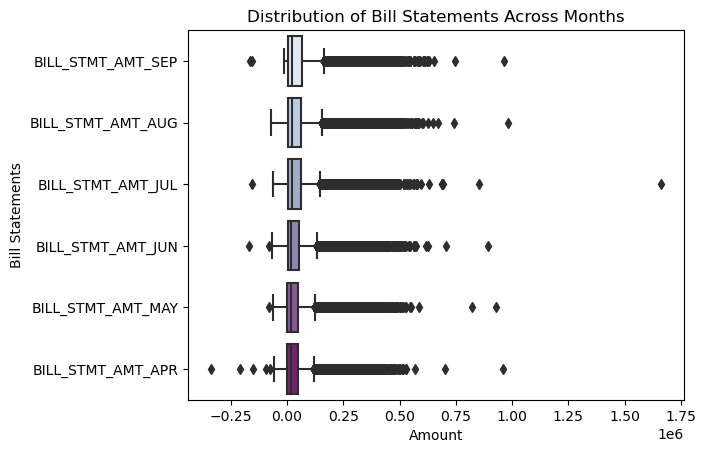 Distribution of Bill Statements Across Months
Bill Statements
BILL_STMT_AMT_SEP
BILL_STMT_AMT_AUG
BILL_STMT_AMT_JUL
BILL_STMT_AMT_JUN
BILL_STMT_AMT_MAY
BILL_STMT_AMT_APR
−0.25 0.00 0.25 0.50 0.75 1.00 1.25 1.50 1.75
1e6
Amount